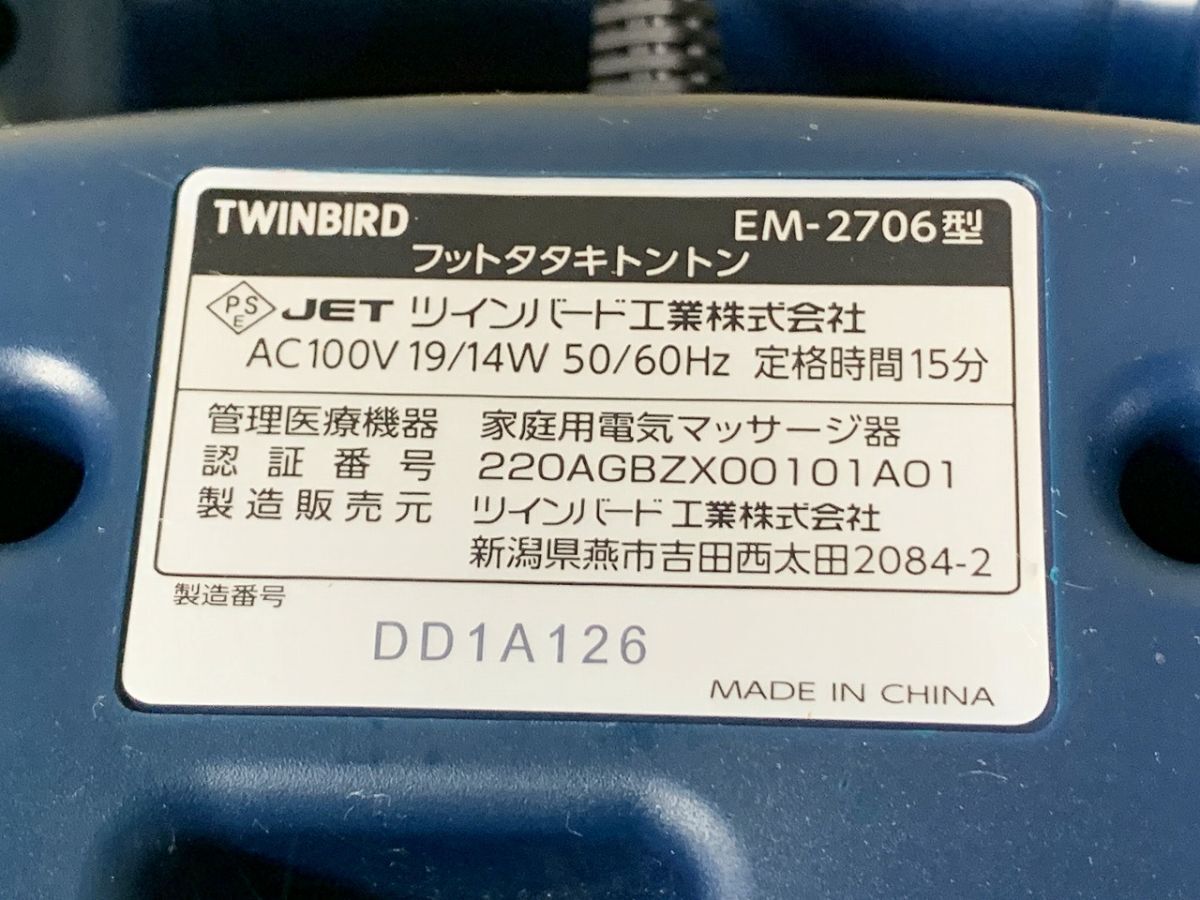 TWINBIRD EM-2706型
フットタタキトントン
PSE JET ツインバード工業株式会社
AC100V 19/14W 50/60Hz 定格時間15分
管理医療機器 家庭用電気マッサージ器
認証番号 220AGBZX00101A01
製造販売元 ツインバード工業株式会社
新潟県燕市吉田西太田2084-2
製造番号
DD1A126
MADE IN CHINA